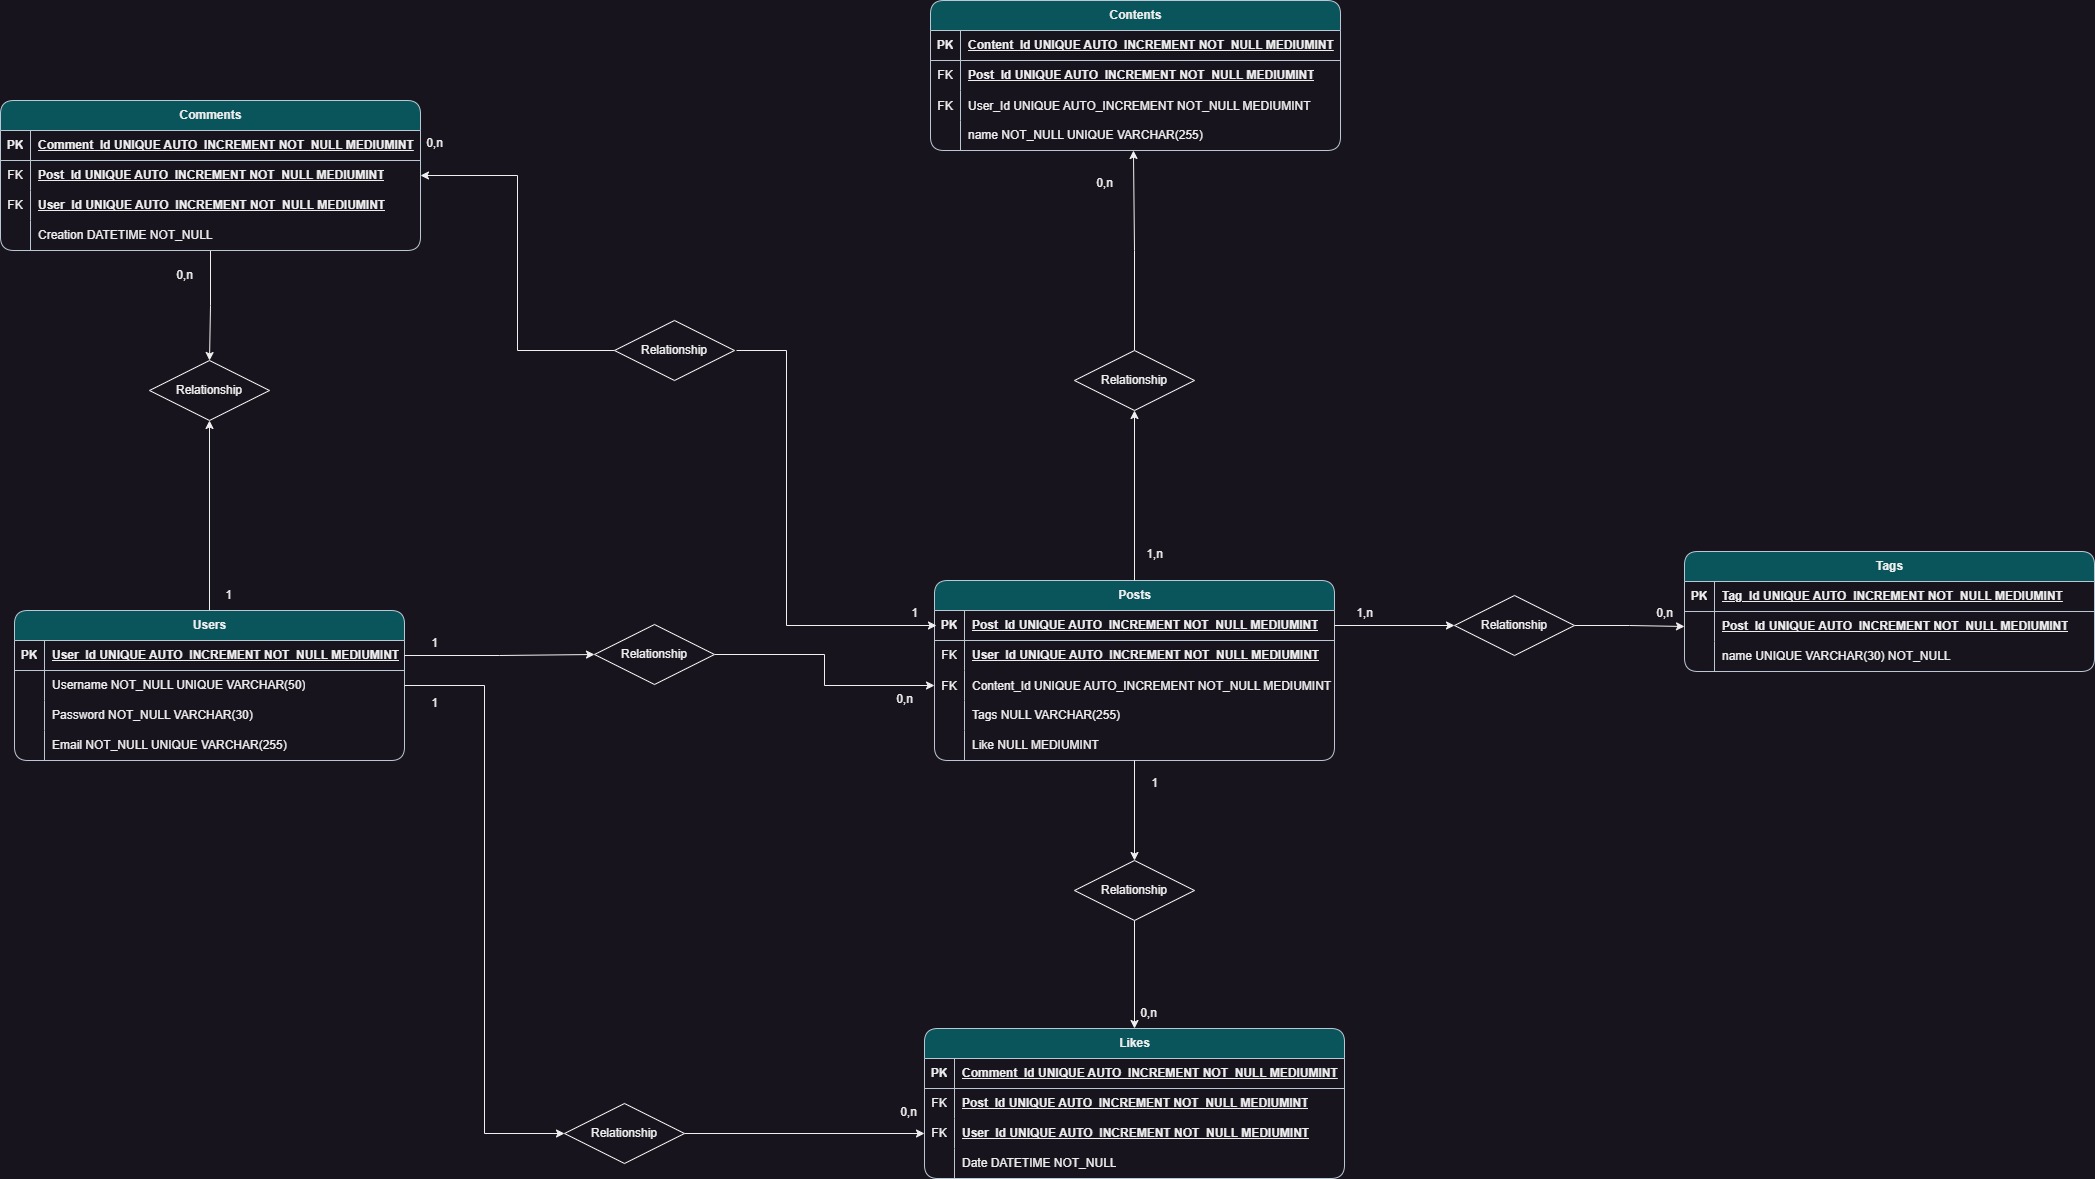 Contents
PK Content_Id UNIQUE AUTO_INCREMENT NOT_NULL MEDIUMINT
FK Post_Id UNIQUE AUTO_INCREMENT NOT_NULL MEDIUMINT
FK User_Id UNIQUE AUTO_INCREMENT NOT_NULL MEDIUMINT
name NOT_NULL UNIQUE VARCHAR(255)
0,n
Comments
PK Comment_Id UNIQUE AUTO_INCREMENT NOT_NULL MEDIUMINT
FK Post_Id UNIQUE AUTO_INCREMENT NOT_NULL MEDIUMINT
FK User_Id UNIQUE AUTO_INCREMENT NOT_NULL MEDIUMINT
Creation DATETIME NOT_NULL
0,n
0,n
Relationship
Relationship
Relationship
1,n
1
Users
PK User_Id UNIQUE AUTO_INCREMENT NOT_NULL MEDIUMINT
Username NOT_NULL UNIQUE VARCHAR(50)
Password NOT_NULL VARCHAR(30)
Email NOT_NULL UNIQUE VARCHAR(255)
1
1
Relationship
1
0,n
Posts
PK Post_Id UNIQUE AUTO_INCREMENT NOT_NULL MEDIUMINT
FK User_Id UNIQUE AUTO_INCREMENT NOT_NULL MEDIUMINT
FK Content_Id UNIQUE AUTO_INCREMENT NOT_NULL MEDIUMINT
Tags NULL VARCHAR(255)
Like NULL MEDIUMINT
1,n
Relationship
0,n
Tags
PK Tag_Id UNIQUE AUTO_INCREMENT NOT_NULL MEDIUMINT
Post_Id UNIQUE AUTO_INCREMENT NOT_NULL MEDIUMINT
name UNIQUE VARCHAR(30) NOT_NULL
1
Relationship
0,n
Likes
PK Comment_Id UNIQUE AUTO_INCREMENT NOT_NULL MEDIUMINT
FK Post_Id UNIQUE AUTO_INCREMENT NOT_NULL MEDIUMINT
FK User_Id UNIQUE AUTO_INCREMENT NOT_NULL MEDIUMINT
Date DATETIME NOT_NULL
0,n
Relationship